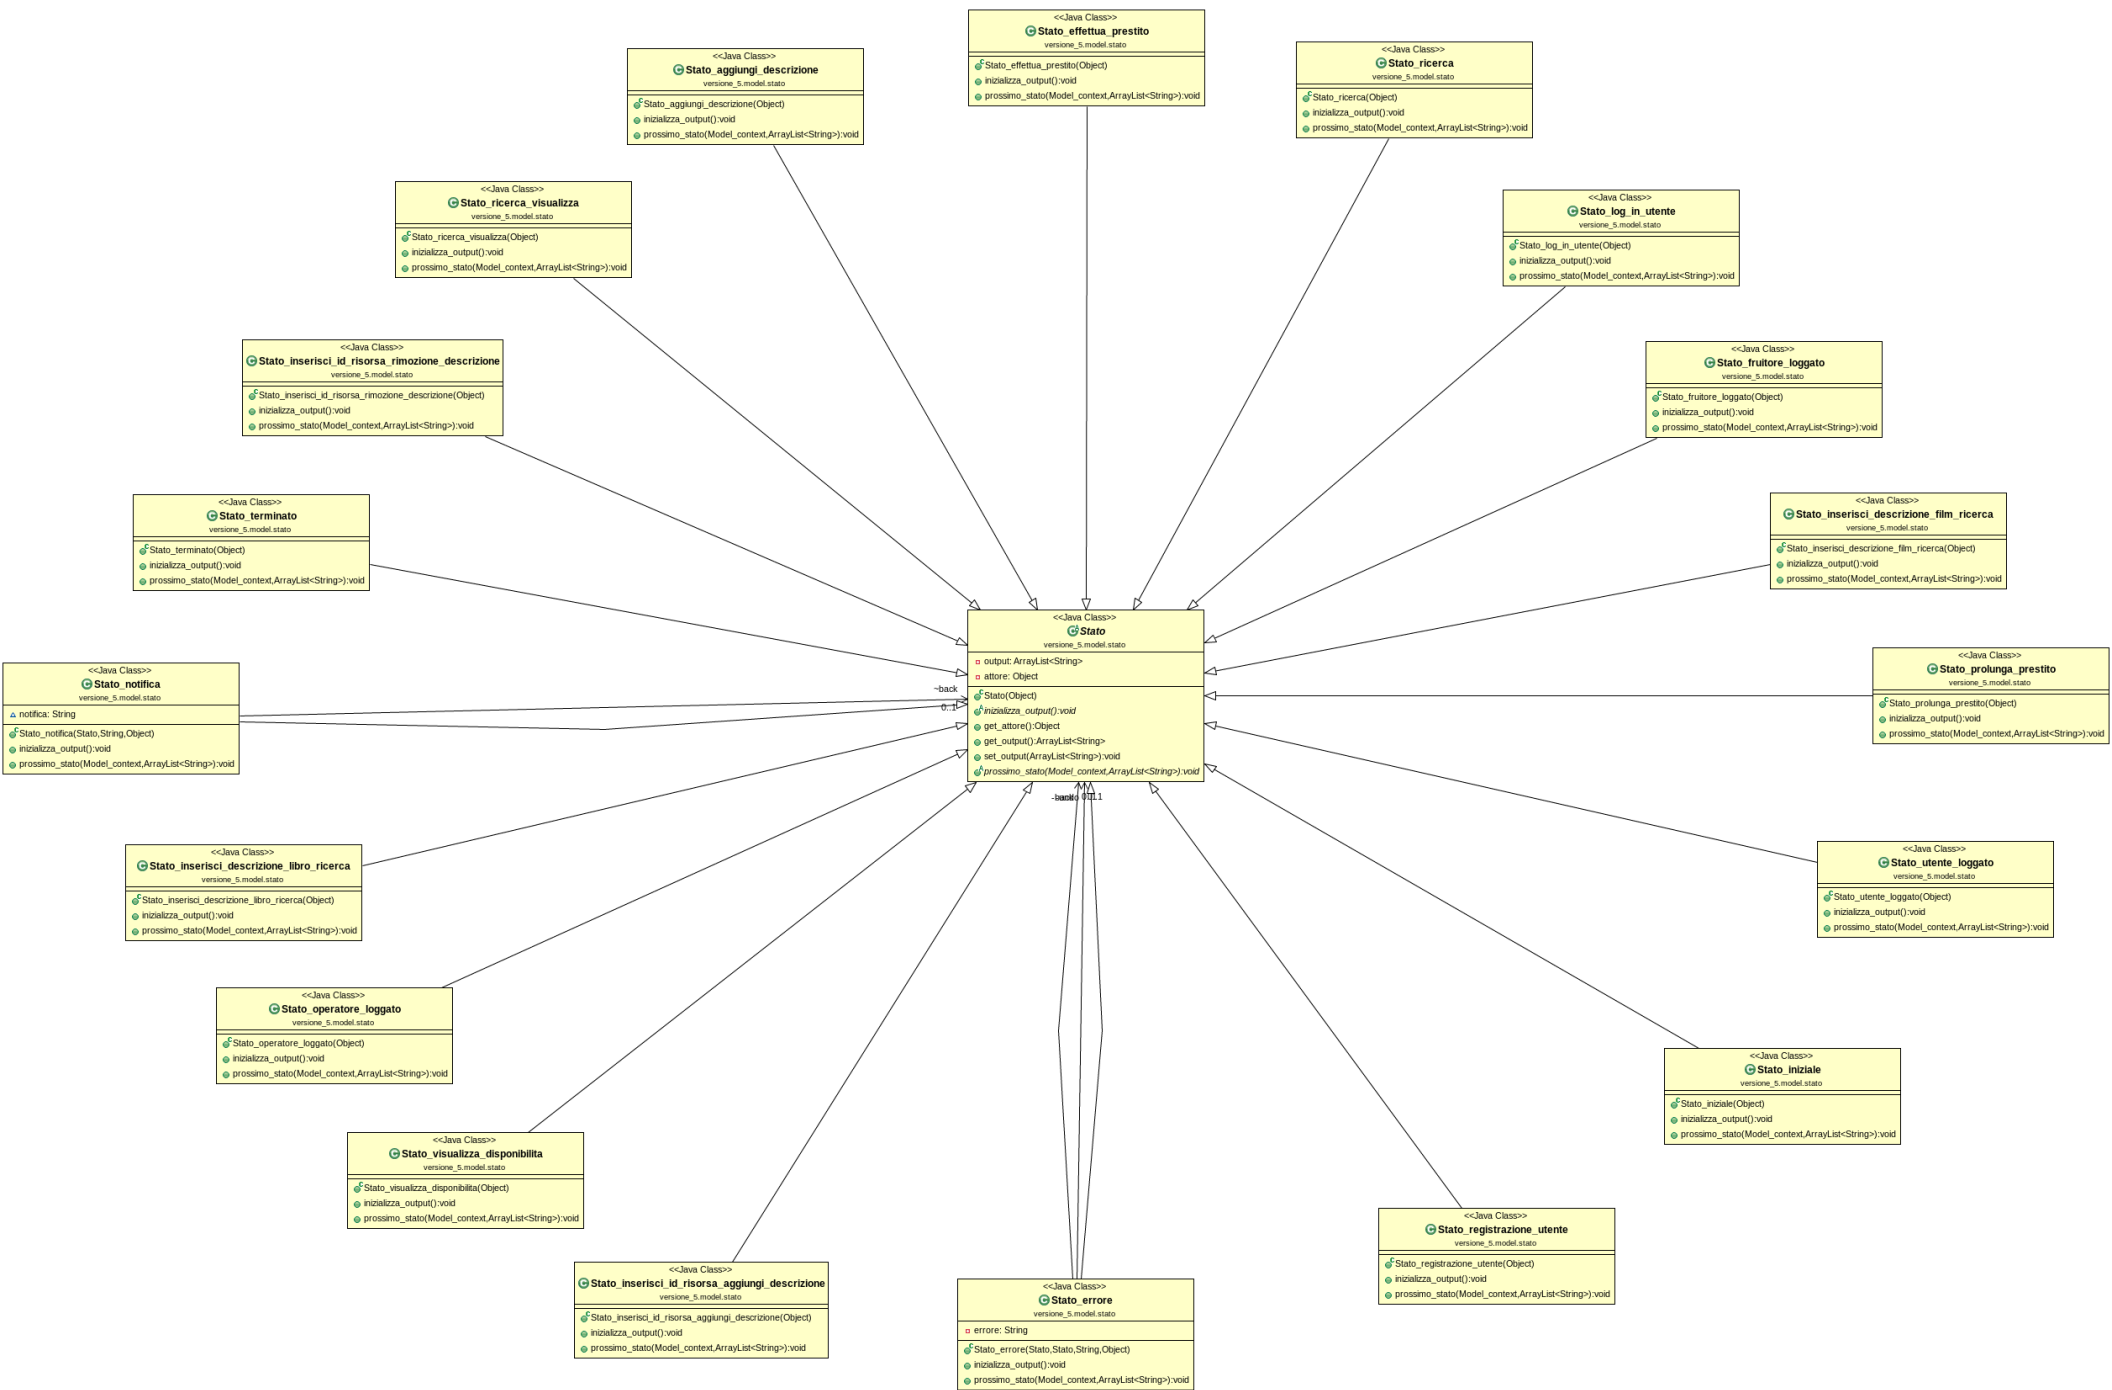 <<Java Class>>
Stato_effettua_prestito
versione_5.model.stato
Stato_effettua_prestito(Object)
inizializza_output():void
prossimo_stato(Model_context,ArrayList<String>):void
<<Java Class>>
Stato_ricerca
versione_5.model.stato
Stato_ricerca(Object)
inizializza_output():void
prossimo_stato(Model_context,ArrayList<String>):void
<<Java Class>>
Stato_aggiungi_descrizione
versione_5.model.stato
Stato_aggiungi_descrizione(Object)
inizializza_output():void
prossimo_stato(Model_context,ArrayList<String>):void
<<Java Class>>
Stato_ricerca_visualizza
versione_5.model.stato
Stato_ricerca_visualizza(Object)
inizializza_output():void
prossimo_stato(Model_context,ArrayList<String>):void
<<Java Class>>
Stato_log_in_utente
versione_5.model.stato
Stato_log_in_utente(Object)
inizializza_output():void
prossimo_stato(Model_context,ArrayList<String>):void
<<Java Class>>
Stato_inserisci_id_risorsa_rimozione_descrizione
versione_5.model.stato
Stato_inserisci_id_risorsa_rimozione_descrizione(Object)
inizializza_output():void
prossimo_stato(Model_context,ArrayList<String>):void
<<Java Class>>
Stato_fruitore_loggato
versione_5.model.stato
Stato_fruitore_loggato(Object)
inizializza_output():void
prossimo_stato(Model_context,ArrayList<String>):void
<<Java Class>>
Stato_terminato
versione_5.model.stato
Stato_terminato(Object)
inizializza_output():void
prossimo_stato(Model_context,ArrayList<String>):void
<<Java Class>>
Stato_inserisci_descrizione_film_ricerca
versione_5.model.stato
Stato_inserisci_descrizione_film_ricerca(Object)
inizializza_output():void
prossimo_stato(Model_context,ArrayList<String>):void
<<Java Class>>
Stato
versione_5.model.stato
output: ArrayList<String>
attore: Object
Stato(Object)
inizializza_output():void
get_attore():Object
get_output():ArrayList<String>
set_output(ArrayList<String>):void
prossimo_stato(Model_context,ArrayList<String>):void
~back
0..1
<<Java Class>>
Stato_notifica
versione_5.model.stato
notifica: String
Stato_notifica(Stato,String,Object)
inizializza_output():void
prossimo_stato(Model_context,ArrayList<String>):void
<<Java Class>>
Stato_prolunga_prestito
versione_5.model.stato
Stato_prolunga_prestito(Object)
inizializza_output():void
prossimo_stato(Model_context,ArrayList<String>):void
<<Java Class>>
Stato_inserisci_descrizione_libro_ricerca
versione_5.model.stato
Stato_inserisci_descrizione_libro_ricerca(Object)
inizializza_output():void
prossimo_stato(Model_context,ArrayList<String>):void
<<Java Class>>
Stato_utente_loggato
versione_5.model.stato
Stato_utente_loggato(Object)
inizializza_output():void
prossimo_stato(Model_context,ArrayList<String>):void
<<Java Class>>
Stato_operatore_loggato
versione_5.model.stato
Stato_operatore_loggato(Object)
inizializza_output():void
prossimo_stato(Model_context,ArrayList<String>):void
<<Java Class>>
Stato_iniziale
versione_5.model.stato
Stato_iniziale(Object)
inizializza_output():void
prossimo_stato(Model_context,ArrayList<String>):void
<<Java Class>>
Stato_visualizza_disponibilita
versione_5.model.stato
Stato_visualizza_disponibilita(Object)
inizializza_output():void
prossimo_stato(Model_context,ArrayList<String>):void
<<Java Class>>
Stato_registrazione_utente
versione_5.model.stato
Stato_registrazione_utente(Object)
inizializza_output():void
prossimo_stato(Model_context,ArrayList<String>):void
<<Java Class>>
Stato_inserisci_id_risorsa_aggiungi_descrizione
versione_5.model.stato
Stato_inserisci_id_risorsa_aggiungi_descrizione(Object)
inizializza_output():void
prossimo_stato(Model_context,ArrayList<String>):void
<<Java Class>>
Stato_errore
versione_5.model.stato
errore: String
Stato_errore(Stato,Stato,String,Object)
inizializza_output():void
prossimo_stato(Model_context,ArrayList<String>):void